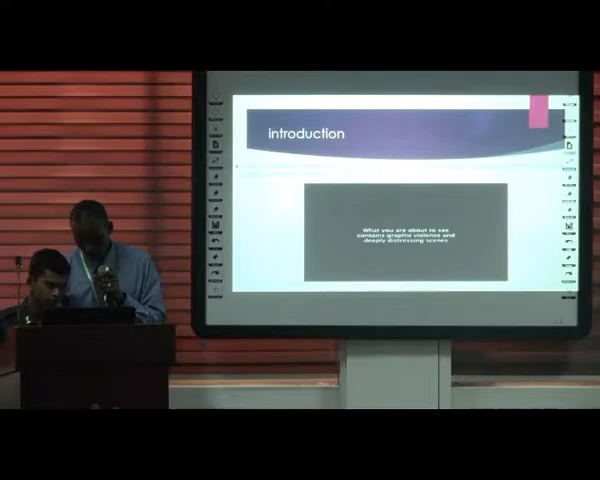 introduction
What you are about to see
contains graphic violence and
deeply distressing scenes